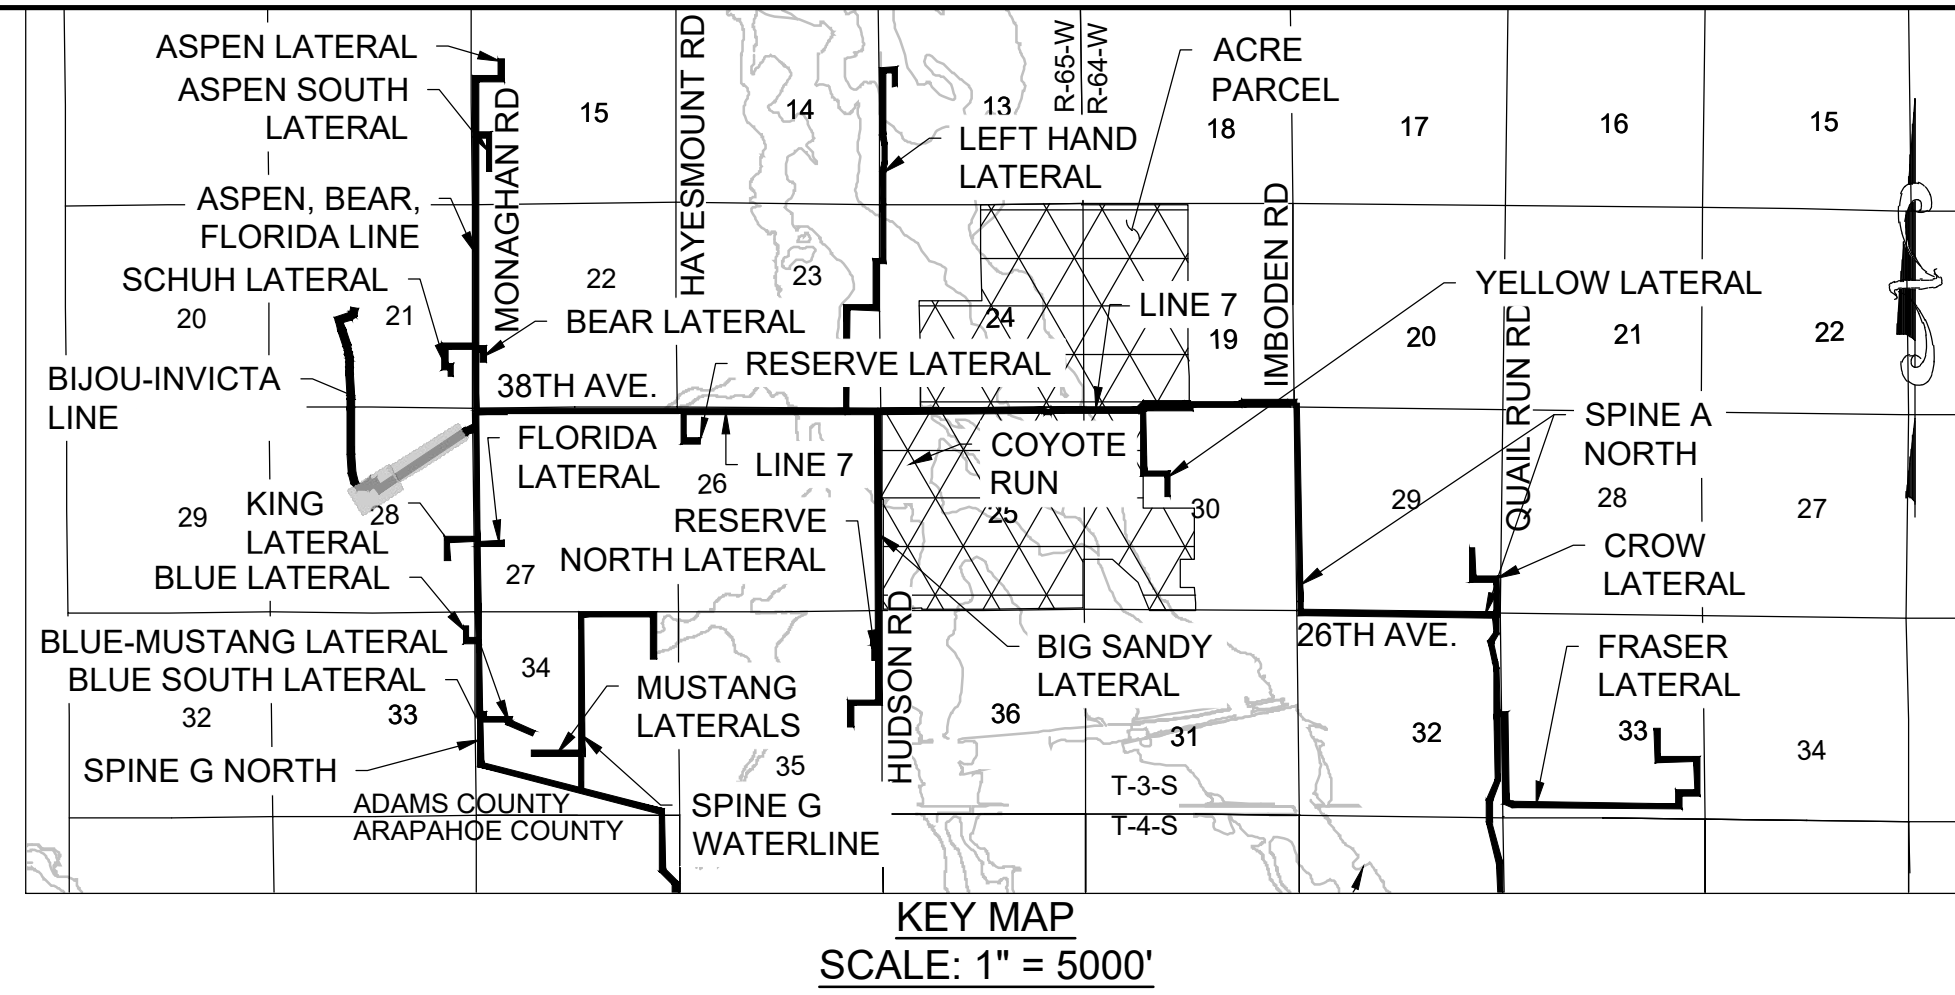 ASPEN LATERAL
ASPEN SOUTH
LATERAL
ASPEN, BEAR,
FLORIDA LINE
SCHUH LATERAL
BIJOU-INVICTA
LINE
KING
LATERAL
BLUE LATERAL
BLUE-MUSTANG LATERAL
BLUE SOUTH LATERAL
SPINE G NORTH
ADAMS COUNTY
ARAPAHOE COUNTY
MONAGHAN RD
HAYESMOUNT RD
BEAR LATERAL
38TH AVE.
RESERVE LATERAL
FLORIDA
LATERAL
LINE 7
RESERVE
NORTH LATERAL
MUSTANG
LATERALS
SPINE G
WATERLINE
HUDSON RD
LEFT HAND
LATERAL
R-65-W
R-64-W
ACRE
PARCEL
LINE 7
COYOTE
RUN
BIG SANDY
LATERAL
T-3-S
T-4-S
IMBODEN RD
YELLOW LATERAL
QUAIL RUN RD
SPINE A
NORTH
CROW
LATERAL
26TH AVE.
FRASER
LATERAL
15
14
13
18
17
16
15
20
21
22
23
24
19
20
21
22
29
28
27
26
25
30
29
28
27
32
33
34
35
36
31
32
33
34
KEY MAP
SCALE: 1" = 5000'